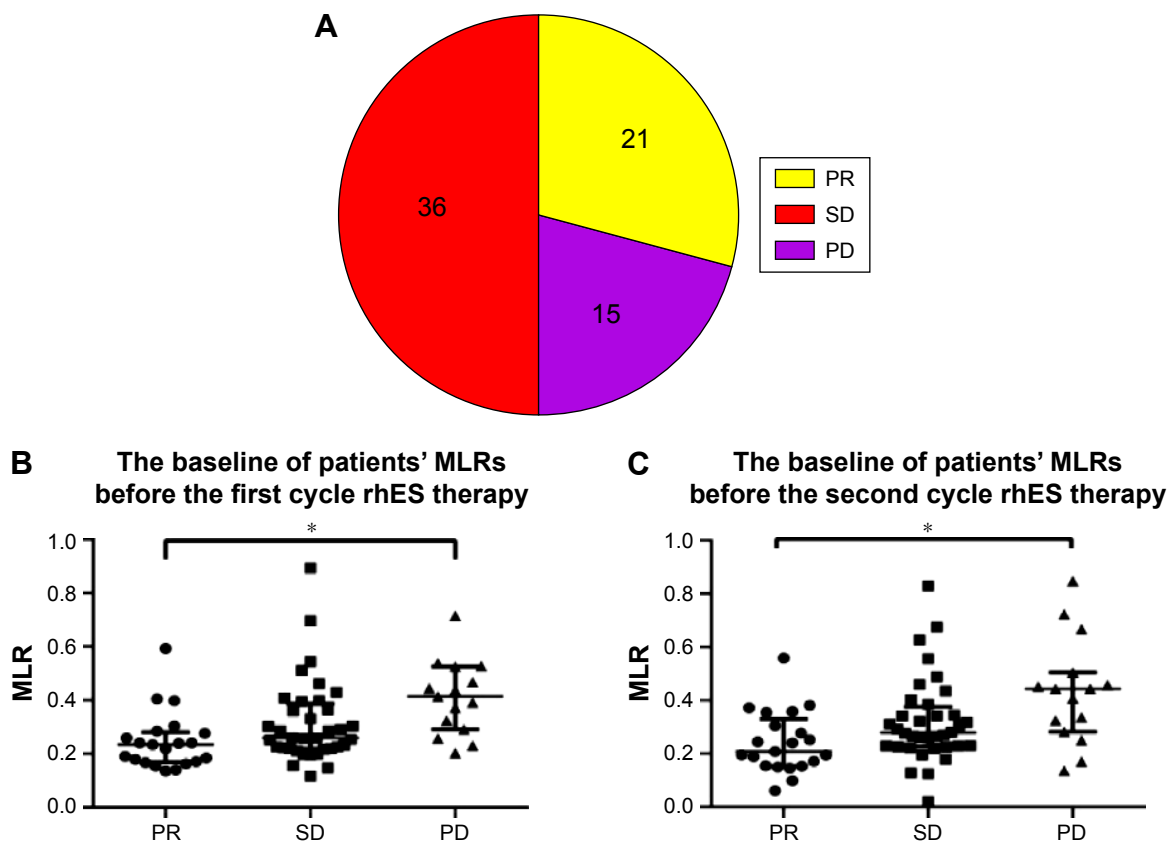 A
21
36
15
PR
SD
PD
B
The baseline of patients’ MLRs
before the first cycle rhES therapy
*
1.0
0.8
0.6
0.4
0.2
0.0
MLR
PR
SD
PD
C
The baseline of patients’ MLRs
before the second cycle rhES therapy
*
1.0
0.8
0.6
0.4
0.2
0.0
MLR
PR
SD
PD